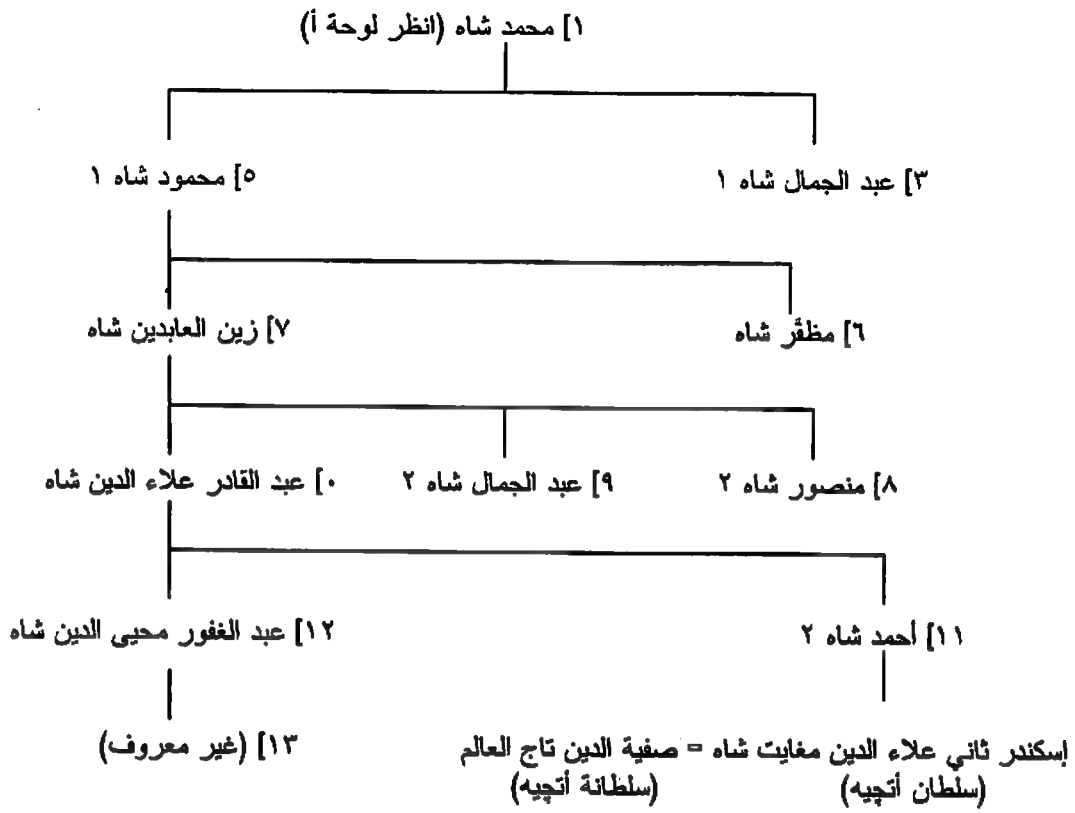 ١] محمد شاه (انظر لوحة أ)
٣] عبد الجمال شاه ١
٥] محمود شاه ١
٦] مظفّر شاه
٧] زين العابدين شاه
٨] منصور شاه ٢
٩] عبد الجمال شاه ٢
٠] عبد القادر علاء الدين شاه
١١] أحمد شاه ٢
١٢] عبد الغفور محيى الدين شاه
إسكندر ثاني علاء الدين مغايت شاه = صفية الدين تاج العالم
(سلطان أتچيه) (سلطانة أتچيه)
١٣] (غير معروف)